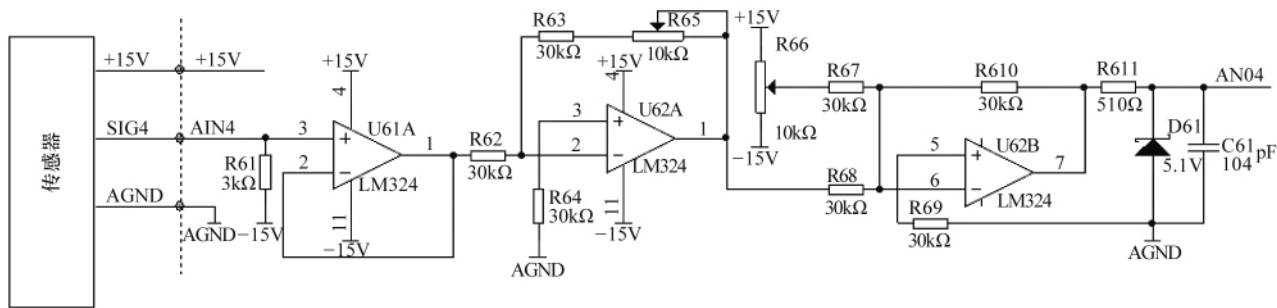 传感器
+15V
+15V
SIG4
AIN4
AGND
AGND
R61
3kΩ
−15V
+15V
4
3
2
U61A
1
LM324
11
−15V
R62
30kΩ
R63
30kΩ
R65
10kΩ
+15V
4
3
2
U62A
1
LM324
11
−15V
R64
30kΩ
AGND
+15V
R66
10kΩ
−15V
R67
30kΩ
R68
30kΩ
R610
30kΩ
5
6
U62B
7
LM324
R69
30kΩ
R611
510Ω
AN04
D61
5.1V
C61
104
pF
AGND